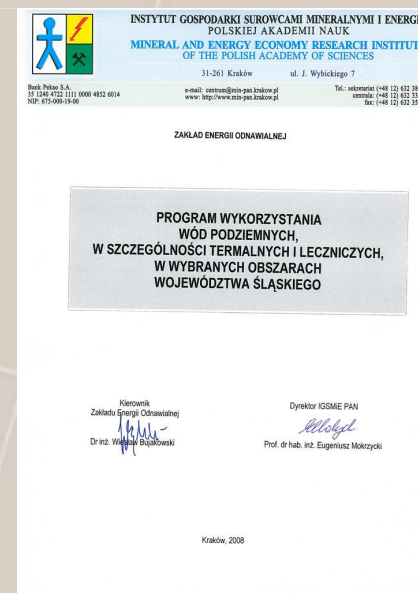 INSTYTUT GOSPODARKI SUROWCAMI MINERALNYMI I ENERGI
POLSKIEJ AKADEMII NAUK
MINERAL AND ENERGY ECONOMY RESEARCH INSTITUT
OF THE POLISH ACADEMY OF SCIENCES
31-261 Kraków ul. J. Wybickiego 7
Bank Pekao S.A.
35 1240 4722 1111 0000 4852 6014
NIP: 675-000-19-00
e-mail: centrum@min-pan.krakow.pl
www: http://www.min-pan.krakow.pl
Tel.: sekretariat (+48 12) 632 38
centrala: (+48 12) 632 33
fax: (+48 12) 632 35
ZAKŁAD ENERGII ODNAWIALNEJ
PROGRAM WYKORZYSTANIA
WÓD PODZIEMNYCH,
W SZCZEGÓLNOŚCI TERMALNYCH I LECZNICZYCH,
W WYBRANYCH OBSZARACH
WOJEWÓDZTWA ŚLĄSKIEGO
Kierownik
Zakładu Energii Odnawialnej
Dr inż. Wiesław Bujakowski
Dyrektor IGSMiE PAN
Prof. dr hab. inż. Eugeniusz Mokrzycki
Kraków, 2008